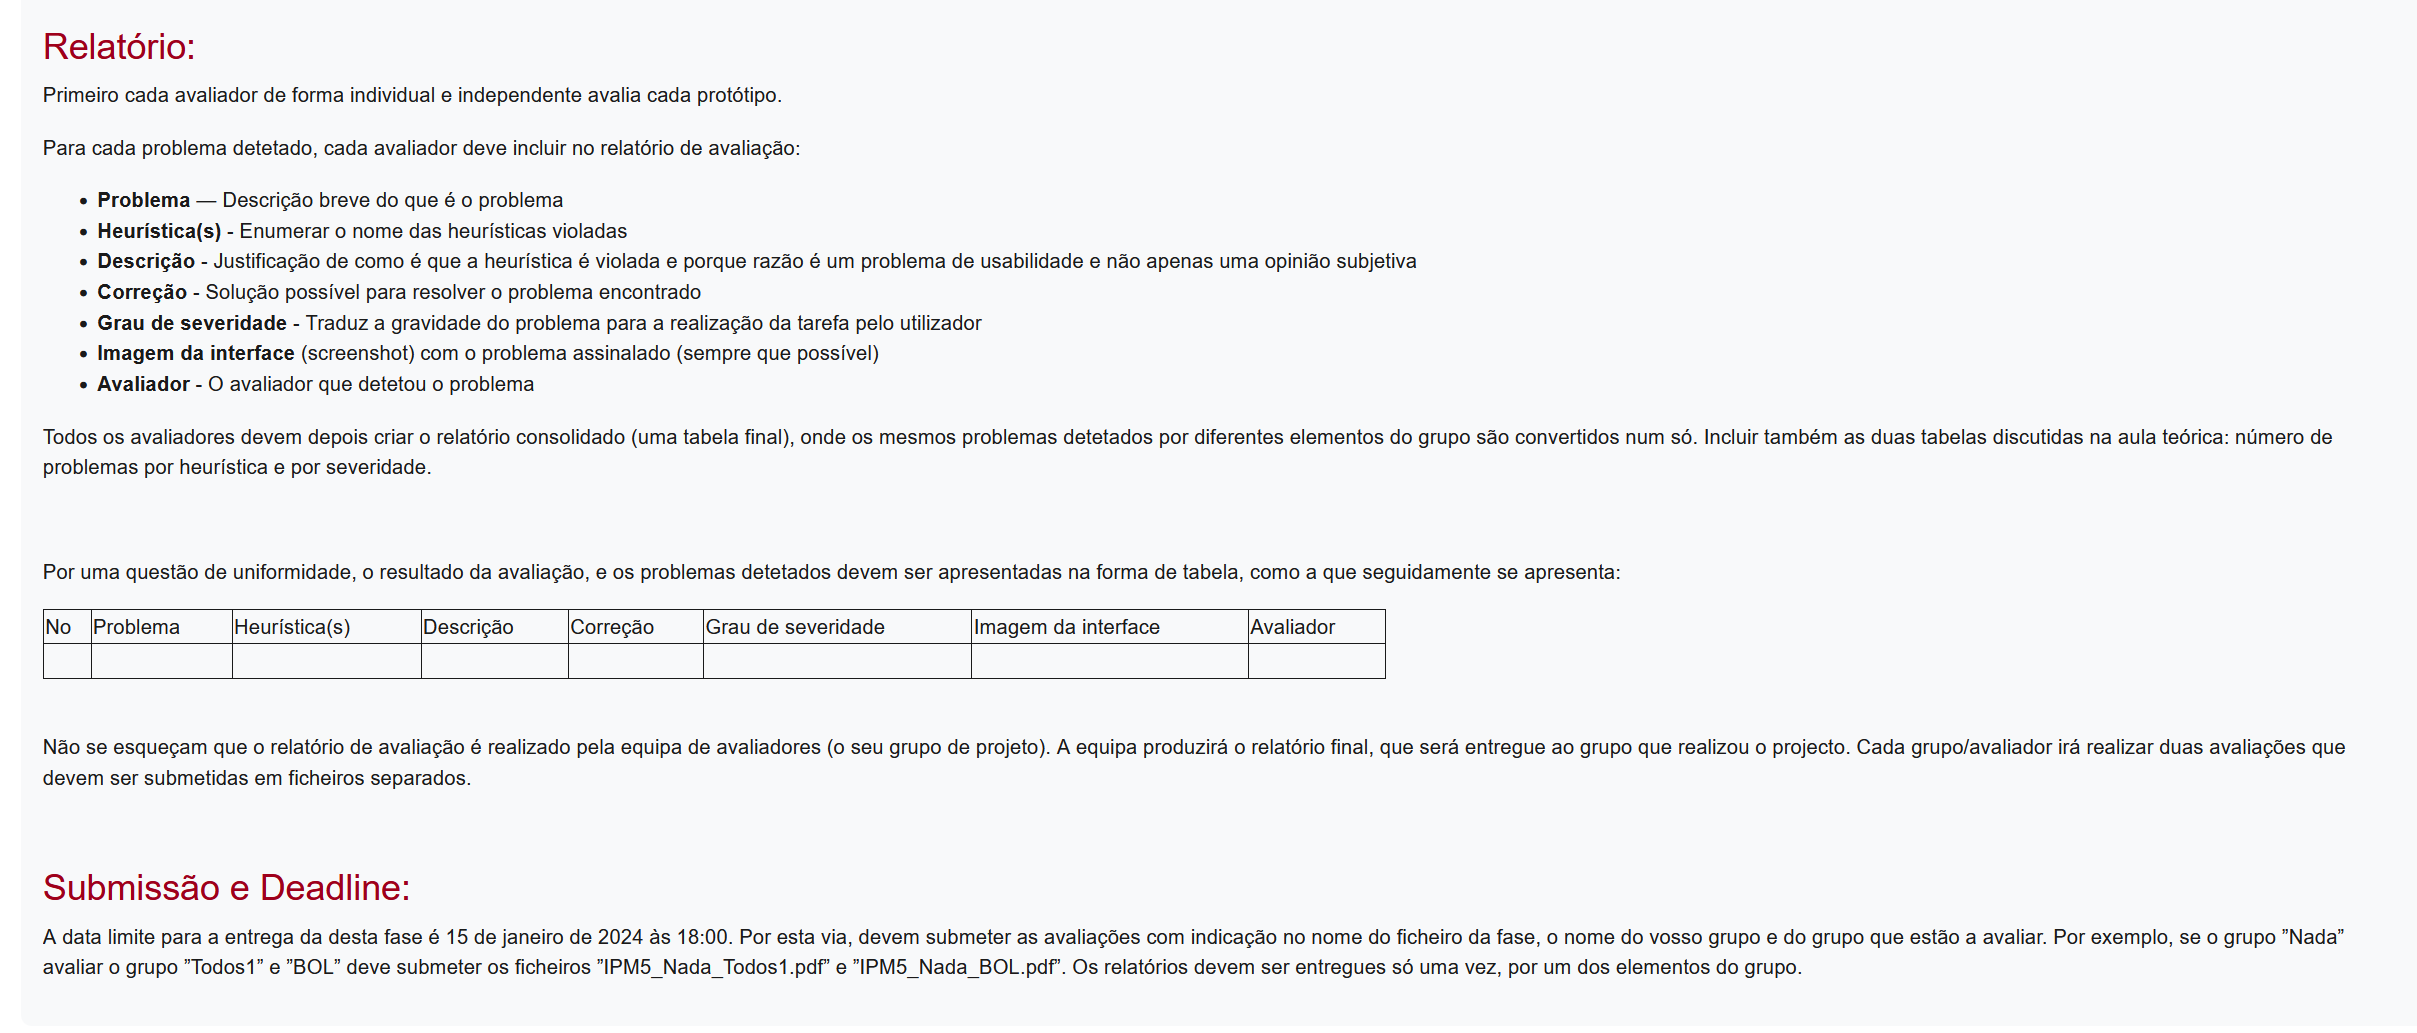 Relatório:
Primeiro cada avaliador de forma individual e independente avalia cada protótipo.
Para cada problema detetado, cada avaliador deve incluir no relatório de avaliação:
• Problema — Descrição breve do que é o problema
• Heurística(s) - Enumerar o nome das heurísticas violadas
• Descrição - Justificação de como é que a heurística é violada e porque razão é um problema de usabilidade e não apenas uma opinião subjetiva
• Correção - Solução possível para resolver o problema encontrado
• Grau de severidade - Traduz a gravidade do problema para a realização da tarefa pelo utilizador
• Imagem da interface (screenshot) com o problema assinalado (sempre que possível)
• Avaliador - O avaliador que detetou o problema
Todos os avaliadores devem depois criar o relatório consolidado (uma tabela final), onde os mesmos problemas detetados por diferentes elementos do grupo são convertidos num só. Incluir também as duas tabelas discutidas na aula teórica: número de
problemas por heurística e por severidade.
Por uma questão de uniformidade, o resultado da avaliação, e os problemas detetados devem ser apresentadas na forma de tabela, como a que seguidamente se apresenta:
No Problema Heurística(s) Descrição Correção Grau de severidade Imagem da interface Avaliador
Não se esqueçam que o relatório de avaliação é realizado pela equipa de avaliadores (o seu grupo de projeto). A equipa produzirá o relatório final, que será entregue ao grupo que realizou o projecto. Cada grupo/avaliador irá realizar duas avaliações que
devem ser submetidas em ficheiros separados.
Submissão e Deadline:
A data limite para a entrega da desta fase é 15 de janeiro de 2024 às 18:00. Por esta via, devem submeter as avaliações com indicação no nome do ficheiro da fase, o nome do vosso grupo e do grupo que estão a avaliar. Por exemplo, se o grupo ”Nada”
avaliar o grupo ”Todos1” e ”BOL” deve submeter os ficheiros ”IPM5_Nada_Todos1.pdf” e ”IPM5_Nada_BOL.pdf”. Os relatórios devem ser entregues só uma vez, por um dos elementos do grupo.